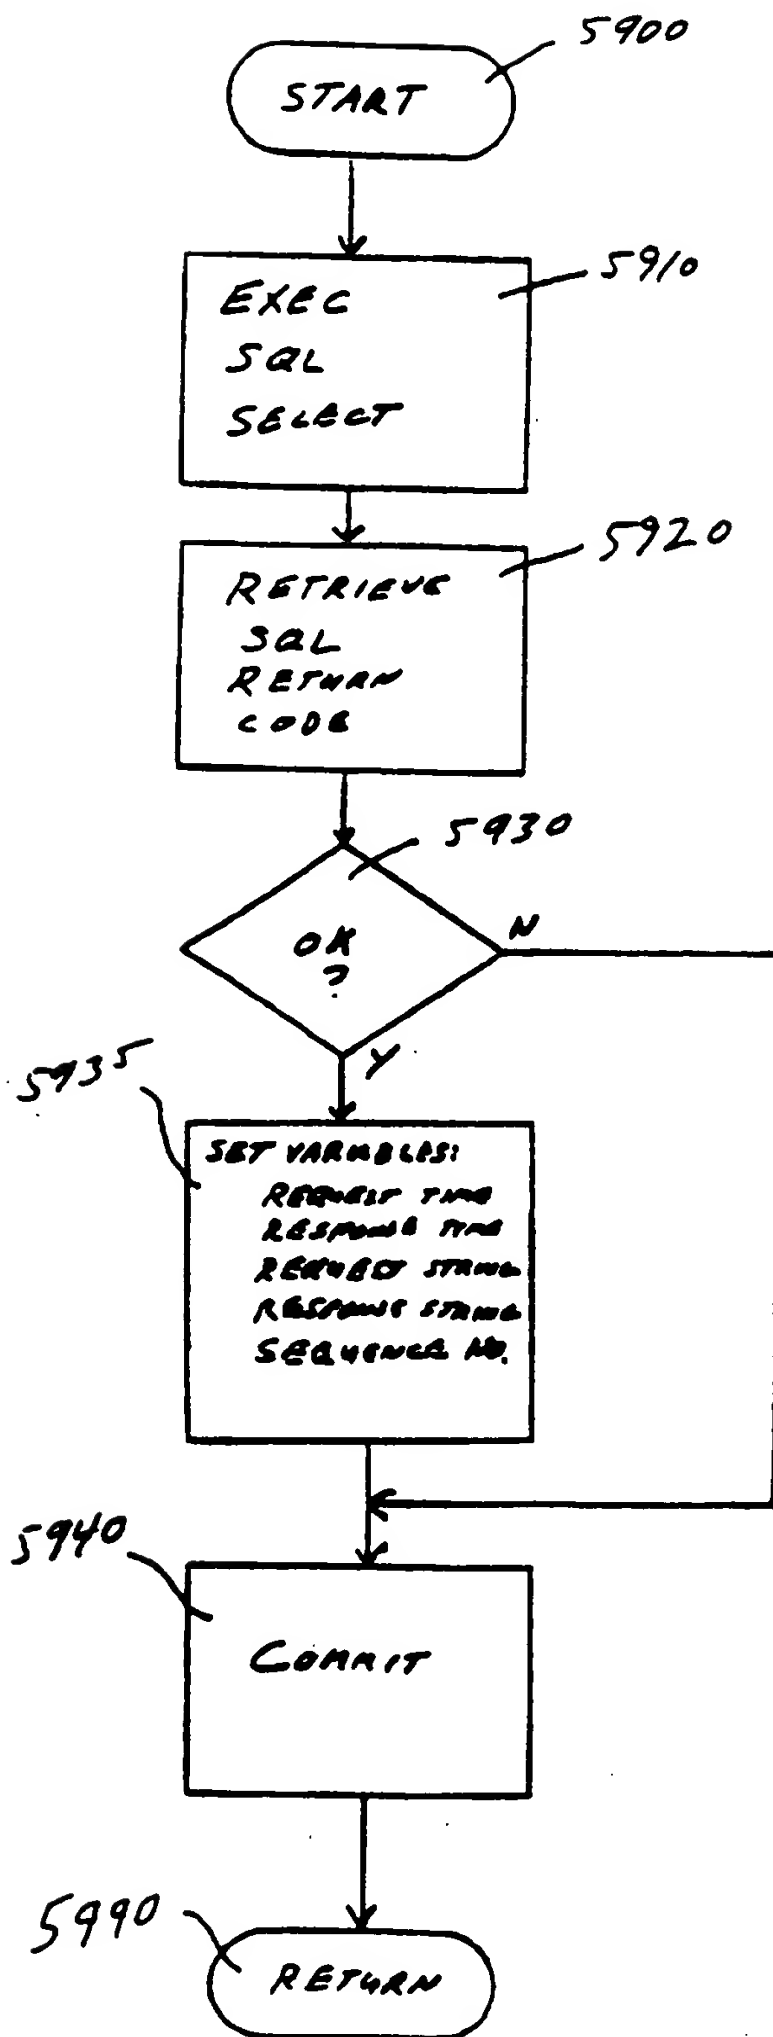 5900
START
5910
EXEC
SQL
SELECT
5920
RETRIEVE
SQL
RETURN
CODE
5930
OK
?
N
Y
5935
SET VARIABLES:
REQUEST TIME
RESPONSE TIME
REQUEST STRING
RESPONSE STRING
SEQUENCE NO.
5940
COMMIT
5990
RETURN